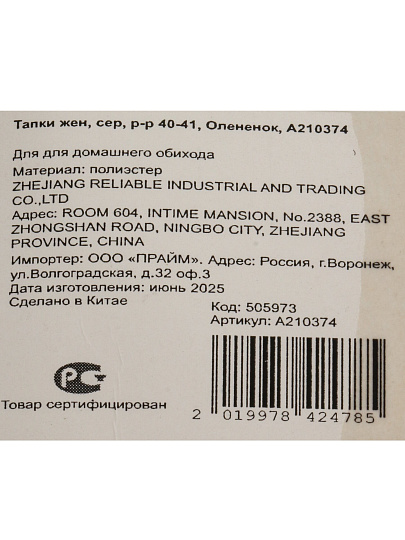 Тапки жен, сер, р-р 40-41, Олененок, А210374
Для для домашнего обихода
Материал: полиэстер
ZHEJIANG RELIABLE INDUSTRIAL AND TRADING
CO.,LTD
Адрес: ROOM 604, INTIME MANSION, No.2388, EAST
ZHONGSHAN ROAD, NINGBO CITY, ZHEJIANG
PROVINCE, CHINA
Импортер: ООО «ПРАЙМ». Адрес: Россия, г.Воронеж,
ул.Волгоградская, д.32 оф.3
Дата изготовления: июнь 2025
Сделано в Китае
Код: 505973
Артикул: А210374
РС
Товар сертифицирован
2 019978 424785